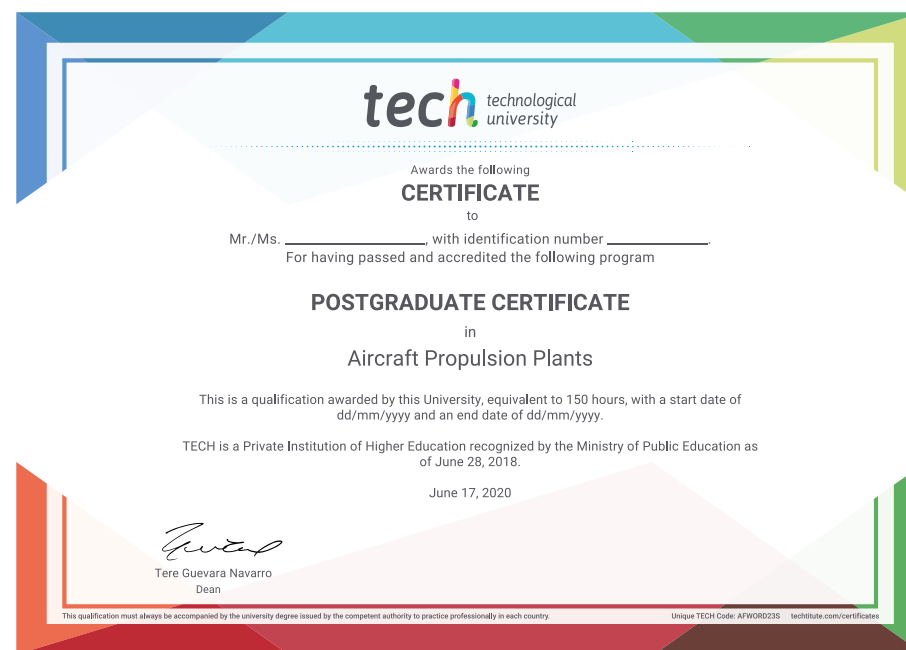 tech technological
university
Awards the following
CERTIFICATE
to
Mr./Ms. ____________________, with identification number ______________.
For having passed and accredited the following program
POSTGRADUATE CERTIFICATE
in
Aircraft Propulsion Plants
This is a qualification awarded by this University, equivalent to 150 hours, with a start date of
dd/mm/yyyy and an end date of dd/mm/yyyy.
TECH is a Private Institution of Higher Education recognized by the Ministry of Public Education as
of June 28, 2018.
June 17, 2020
Tere Guevara Navarro
Dean
This qualification must always be accompanied by the university degree issued by the competent authority to practice professionally in each country. Unique TECH Code: AFWORD23S techtitute.com/certificates